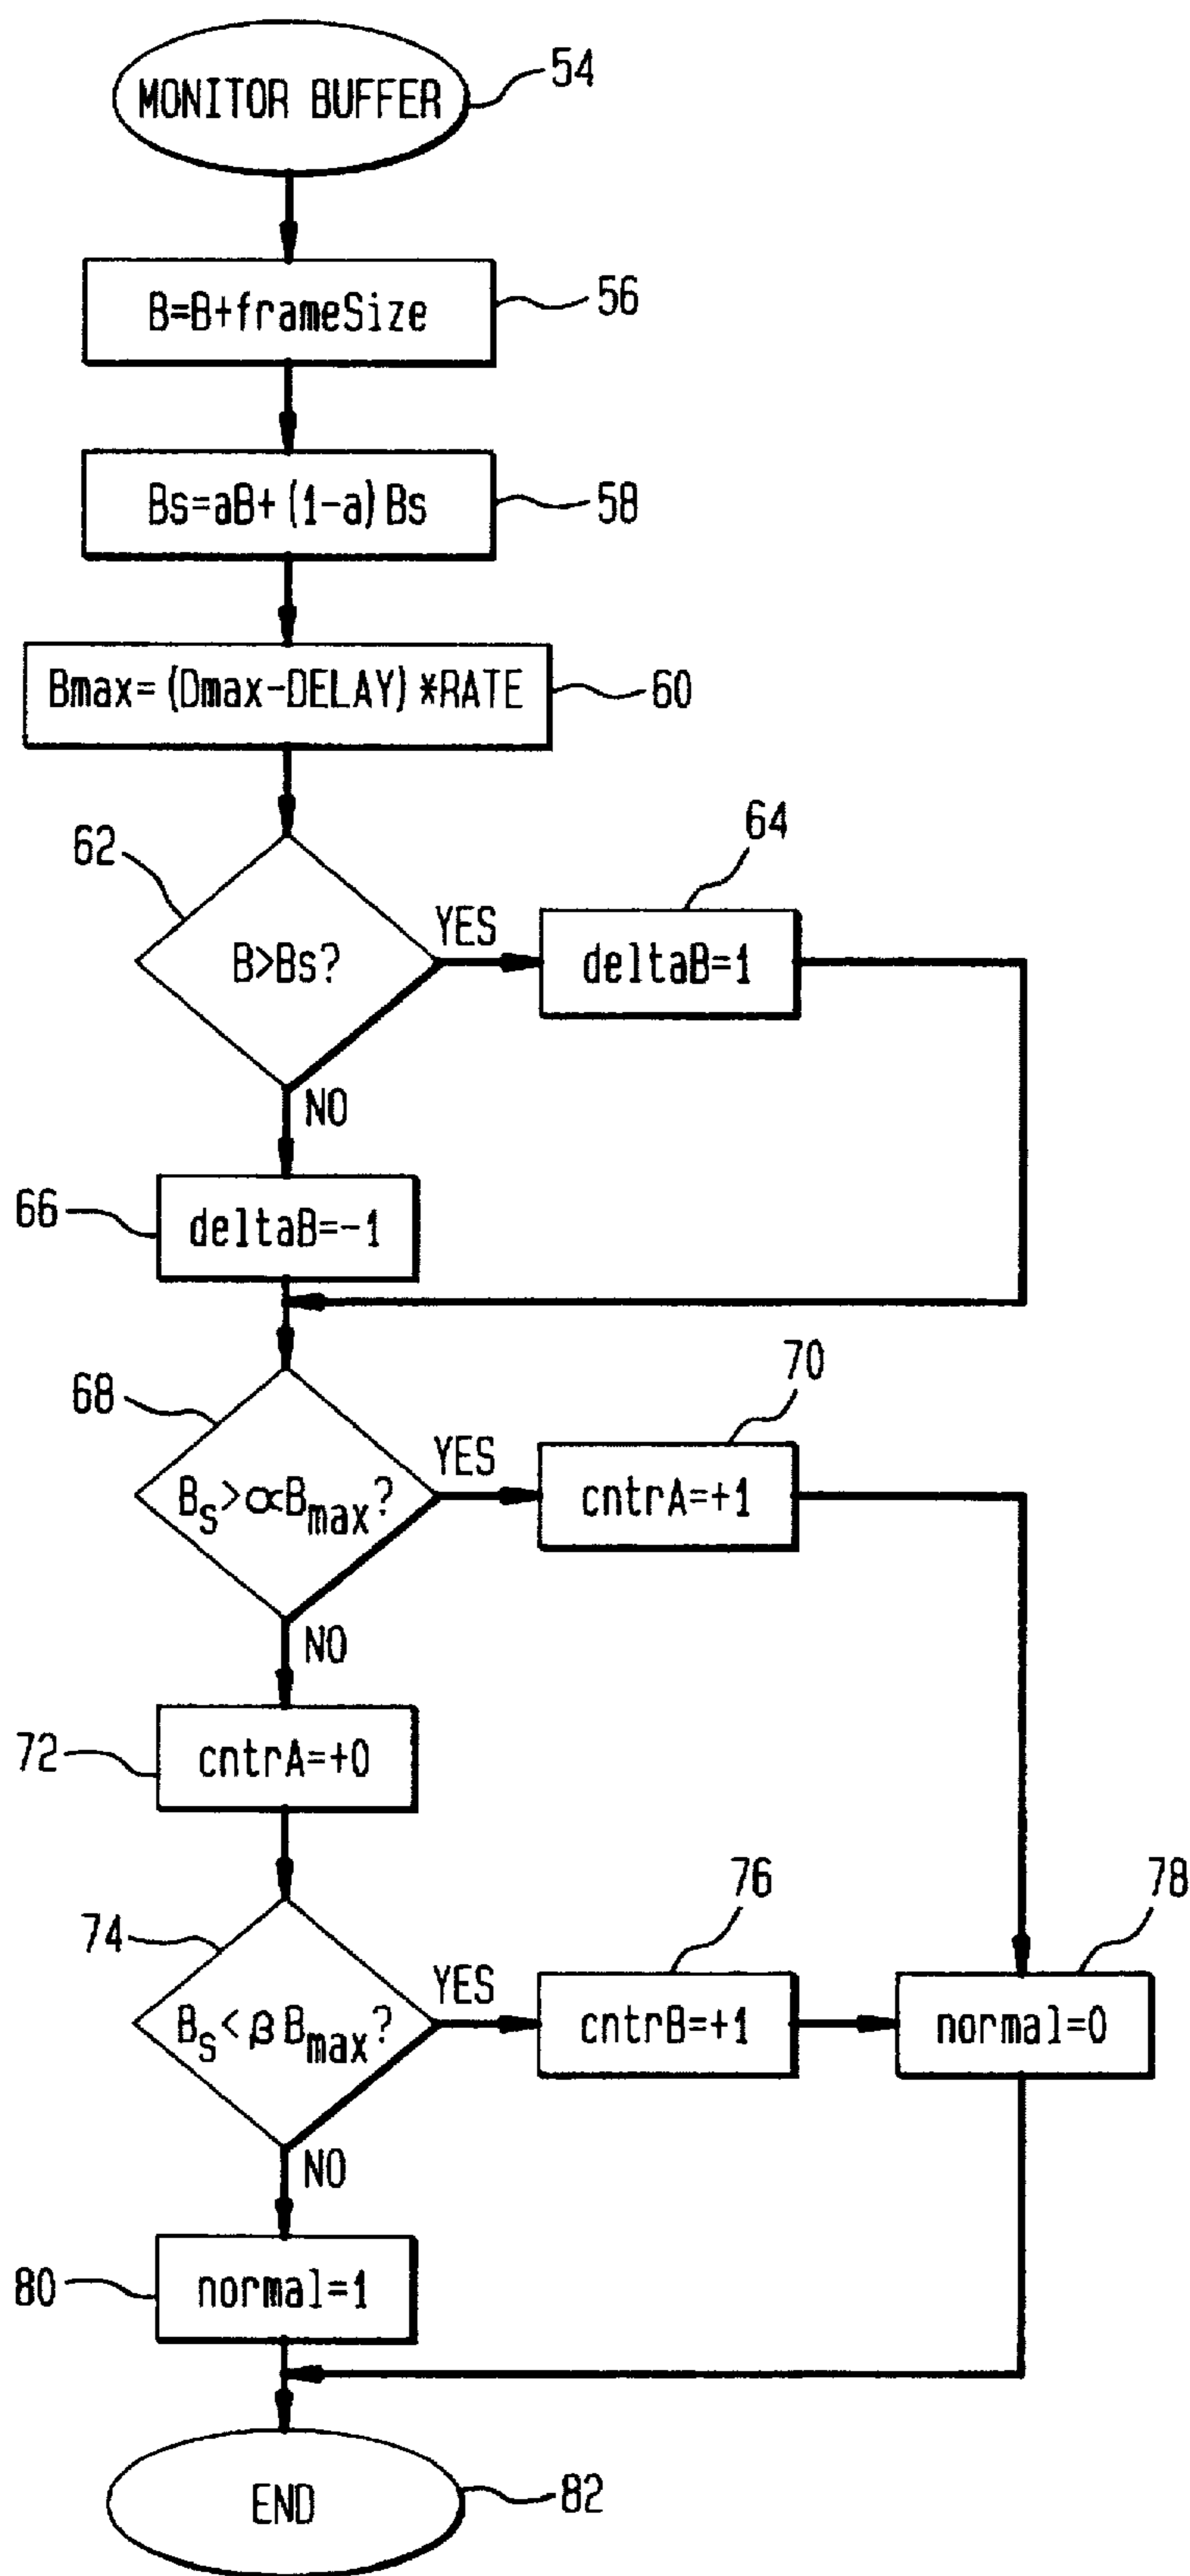 MONITOR BUFFER
54
B=B+frameSize
56
Bs=aB+(1-a)Bs
58
Bmax=(Dmax-DELAY)*RATE
60
62
B>Bs?
YES
64
deltaB=1
NO
66
deltaB=-1
68
Bs>αBmax?
YES
70
cntrA=+1
NO
72
cntrA=+0
74
Bs<βBmax?
YES
76
cntrB=+1
78
normal=0
NO
80
normal=1
END
82